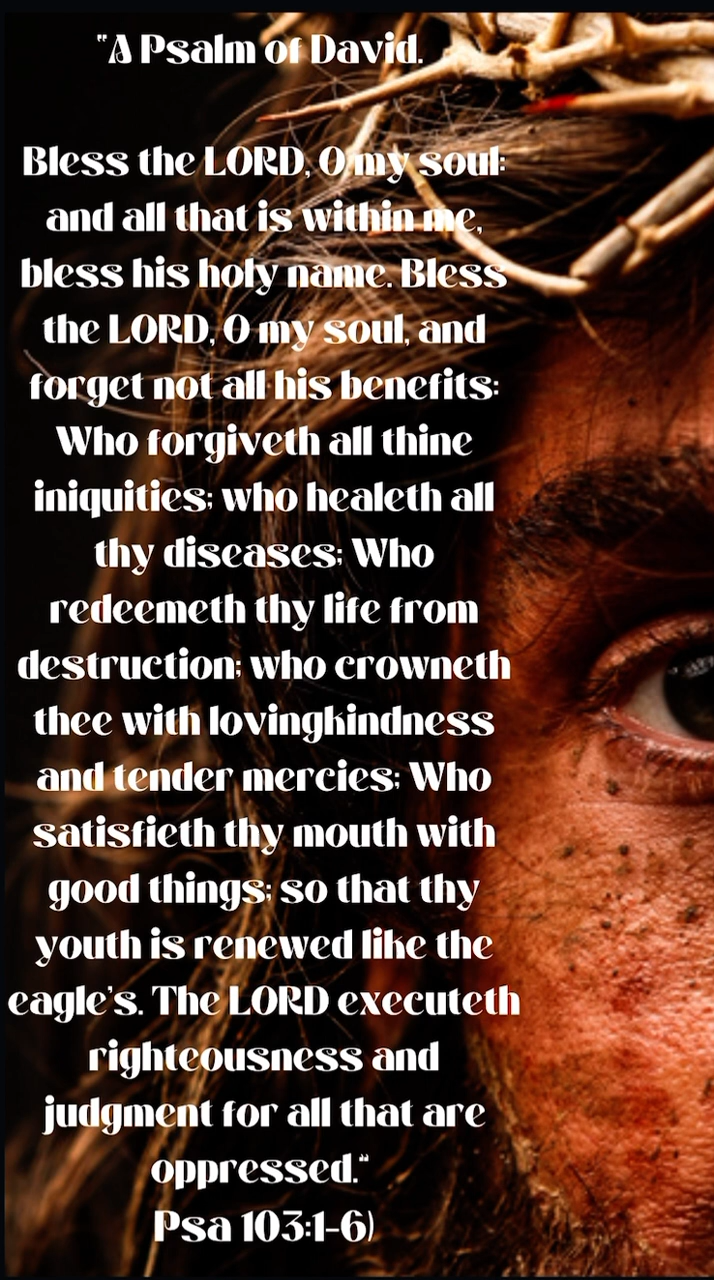 "A Psalm of David.
Bless the LORD, O my soul:
and all that is within me,
bless his holy name. Bless
the LORD, O my soul, and
forget not all his benefits:
Who forgiveth all thine
iniquities; who healeth all
thy diseases; Who
redeemeth thy life from
destruction; who crowneth
thee with lovingkindness
and tender mercies; Who
satisfieth thy mouth with
good things; so that thy
youth is renewed like the
eagle's. The LORD executeth
righteousness and
judgment for all that are
oppressed."
Psa 103:1-6)